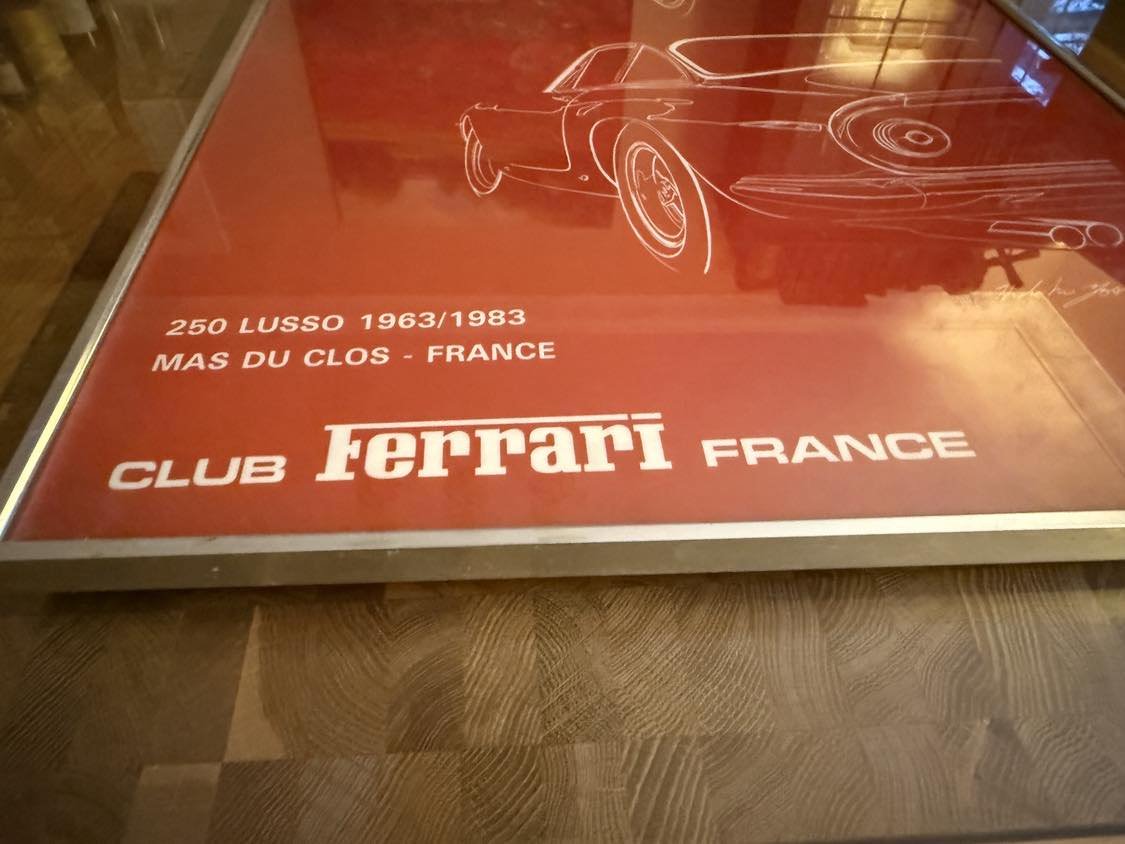 250 LUSSO 1963/1983
MAS DU CLOS - FRANCE
CLUB Ferrari FRANCE